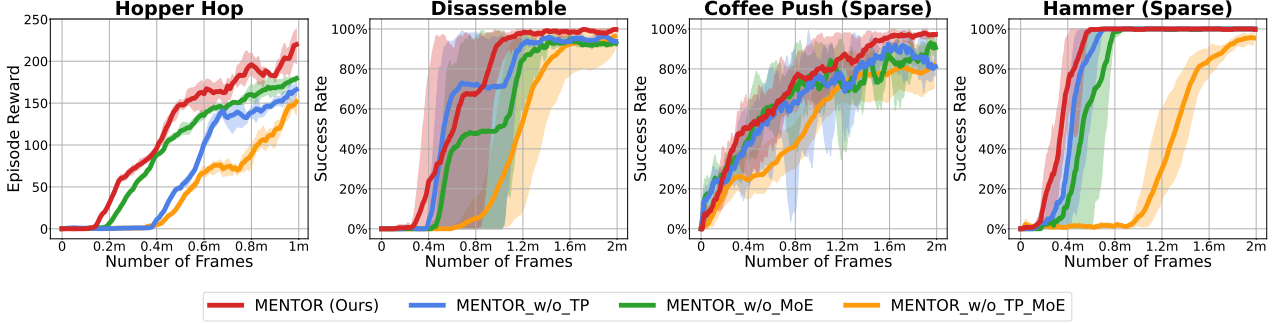 Hopper Hop
Disassemble
Coffee Push (Sparse)
Hammer (Sparse)
Episode Reward
250
200
150
100
50
0
0 0.2m 0.4m 0.6m 0.8m 1m
Number of Frames
Success Rate
100%
80%
60%
40%
20%
0%
0 0.4m 0.8m 1.2m 1.6m 2m
Number of Frames
Success Rate
100%
80%
60%
40%
20%
0%
0 0.4m 0.8m 1.2m 1.6m 2m
Number of Frames
Success Rate
100%
80%
60%
40%
20%
0%
0 0.4m 0.8m 1.2m 1.6m 2m
Number of Frames
MENTOR (Ours) MENTOR_w/o_TP MENTOR_w/o_MoE MENTOR_w/o_TP_MoE